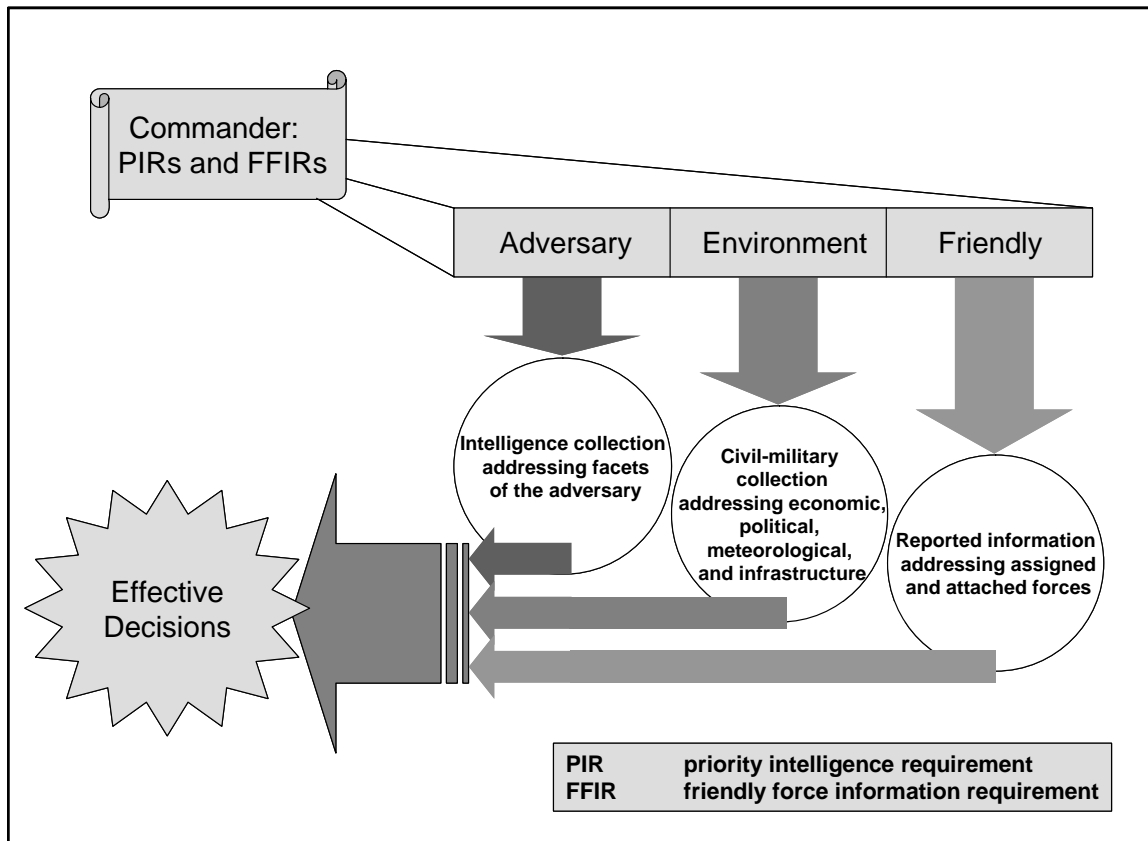 Commander:
PIRs and FFIRs
Adversary
Environment
Friendly
Intelligence collection
addressing facets
of the adversary
Civil-military
collection
addressing economic,
political,
meteorological,
and infrastructure
Reported information
addressing assigned
and attached forces
Effective
Decisions
PIR priority intelligence requirement
FFIR friendly force information requirement